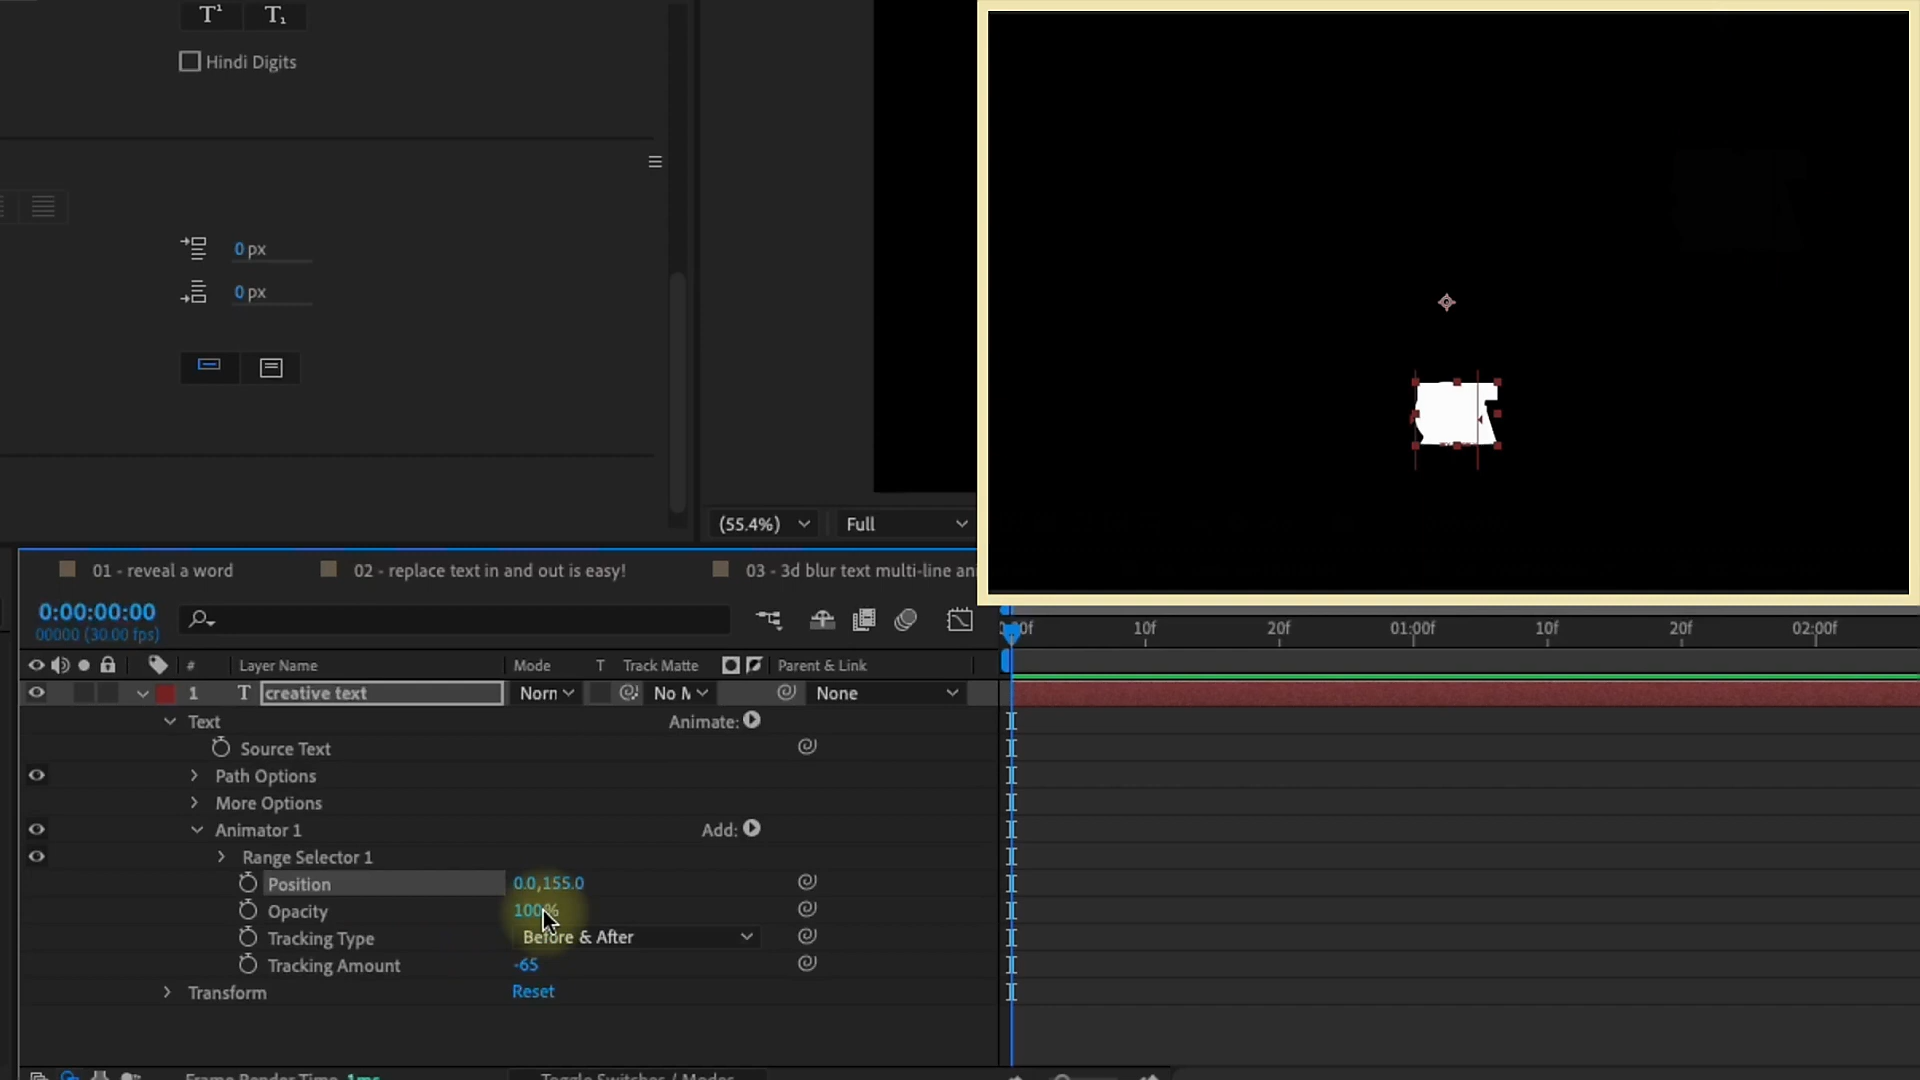 T¹ T₁
Hindi Digits
0 px
0 px
(55.4%) Full
01 - reveal a word 02 - replace text in and out is easy! 03 - 3d blur text multi-line ani
0:00:00:00
00000 (30.00 fps)
0f 10f 20f 01:00f 10f 20f 02:00f
# Layer Name Mode T Track Matte Parent & Link
1 T creative text Norn No M None
Text Animate:
Source Text
Path Options
More Options
Animator 1 Add:
Range Selector 1
Position 0.0,155.0
Opacity 100%
Tracking Type Before & After
Tracking Amount -65
Transform Reset
Frame Render Time 1ms Toggle Switches / Modes